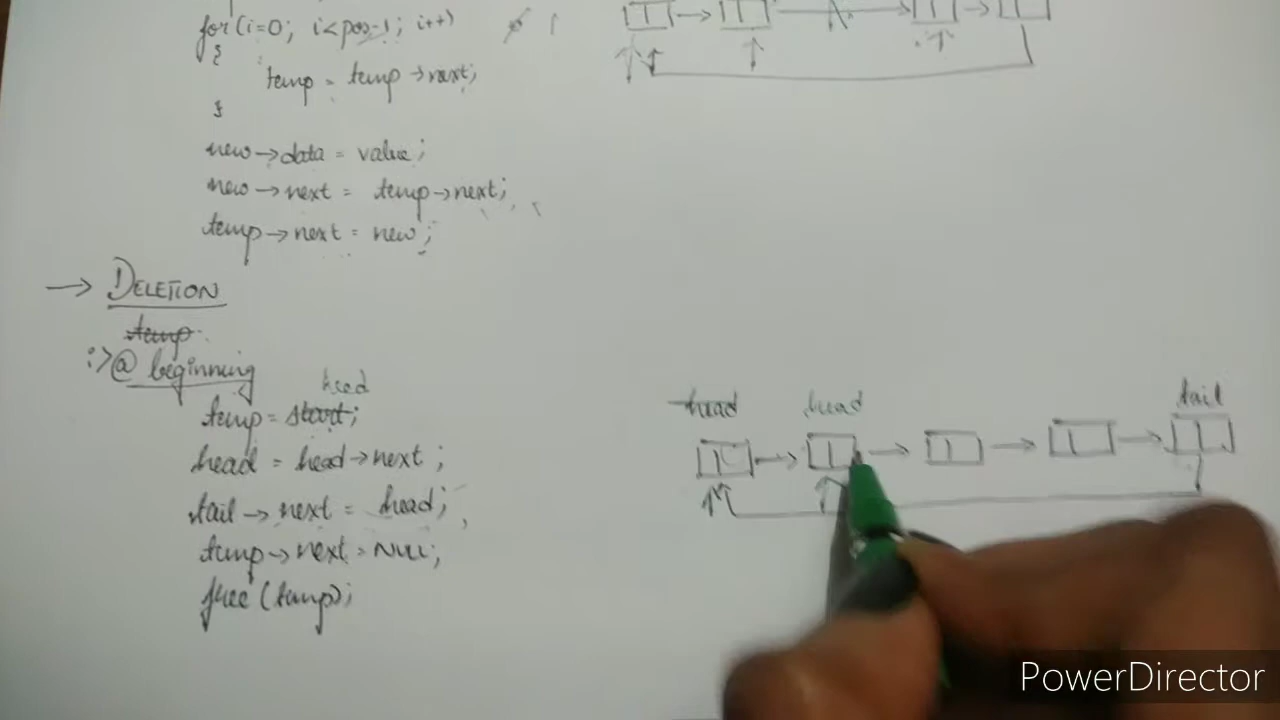 for(i=0; i<pos-1; i++)
{
temp = temp→next;
}
new→data = value;
new→next = temp→next;
temp→next = new;
→ DELETION
temp
:> @ beginning
head
temp = start;
head = head→next;
tail→next = head;
temp→next = NULL;
free(temp);
head head tail
PowerDirector